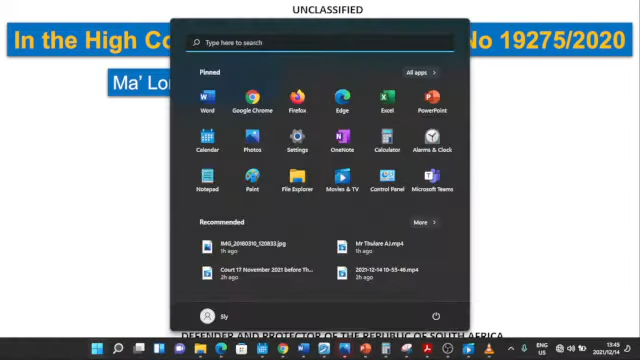 UNCLASSIFIED
In the High Co
No 19275/2020
Ma' Lor
Type here to search
Pinned
All apps
Word
Google Chrome
Firefox
Edge
Excel
PowerPoint
Calendar
Photos
Settings
OneNote
Calculator
Alarms & Clock
Notepad
Paint
File Explorer
Movies & TV
Control Panel
Microsoft Teams
Recommended
More
IMG_20180310_120833.jpg
1h ago
Mr Thulare AJ.mp4
1h ago
Court 17 November 2021 before Th...
2h ago
2021-12-14 10-55-46.mp4
2h ago
Sly
DEFENDER AND PROTECTOR OF THE REPUBLIC OF SOUTH AFRICA
ENG
US
13:45
2021/12/14